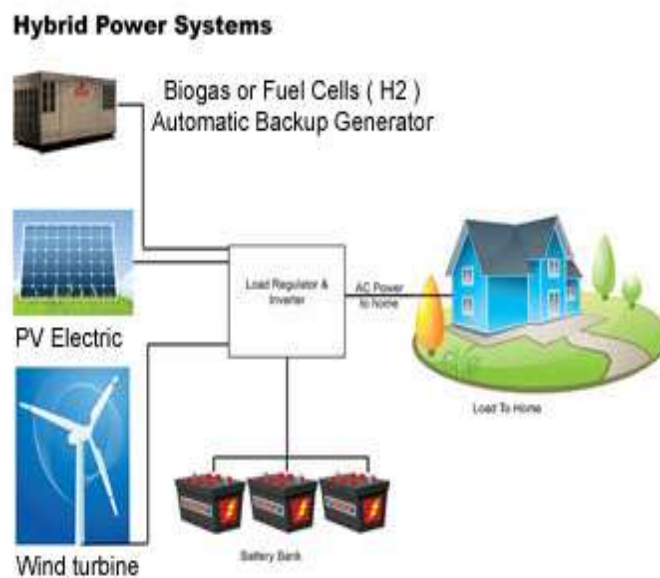 Hybrid Power Systems
Biogas or Fuel Cells ( H2 )
Automatic Backup Generator
Load Regulator &
Inverter
AC Power
to home
PV Electric
Load To Home
Battery Bank
Wind turbine